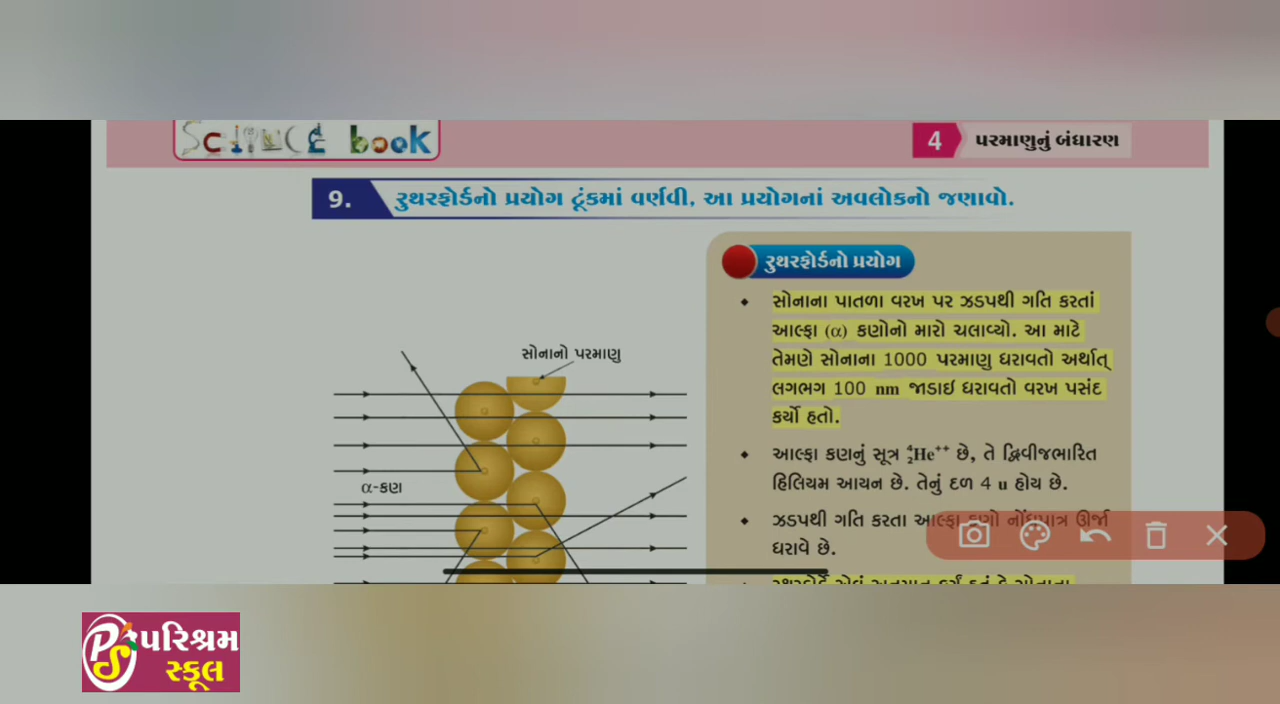 Science book
4 પરમાણુનું બંધારણ
9. રુથરફોર્ડનો પ્રયોગ ટૂંકમાં વર્ણવી, આ પ્રયોગનાં અવલોકનો જણાવો.
રુથરફોર્ડનો પ્રયોગ
સોનાના પાતળા વરખ પર ઝડપથી ગતિ કરતાં
આલ્ફા (α) કણોનો મારો ચલાવ્યો. આ માટે
તેમણે સોનાના 1000 પરમાણુ ધરાવતો અર્થાત્
લગભગ 100 nm જાડાઇ ધરાવતો વરખ પસંદ
કર્યો હતો.
આલ્ફા કણનું સૂત્ર ⁴₂He⁺⁺ છે, તે દ્વિવીજભારિત
હિલિયમ આયન છે. તેનું દળ 4 u હોય છે.
ઝડપથી ગતિ કરતા આલ્ફા કણો નોંધપાત્ર ઊર્જા
ધરાવે છે.
સોનાનો પરમાણુ
α-કણ
પરિશ્રમ
સ્કૂલ
PS